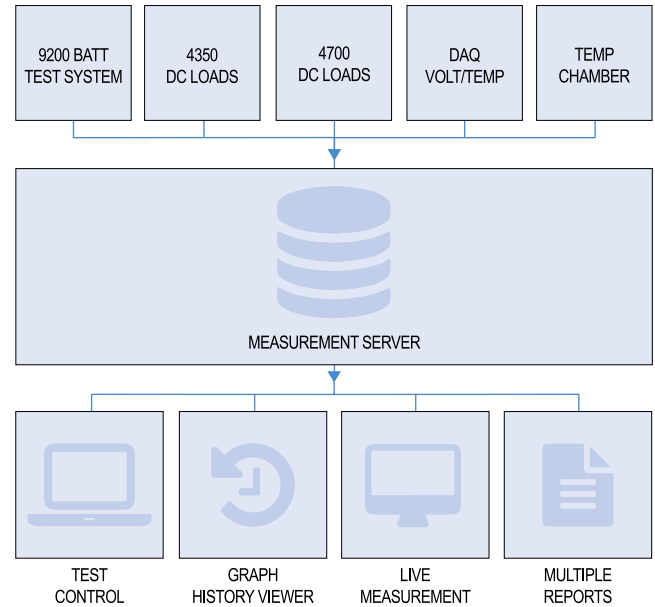 9200 BATT
TEST SYSTEM
4350
DC LOADS
4700
DC LOADS
DAQ
VOLT/TEMP
TEMP
CHAMBER
MEASUREMENT SERVER
TEST
CONTROL
GRAPH
HISTORY VIEWER
LIVE
MEASUREMENT
MULTIPLE
REPORTS